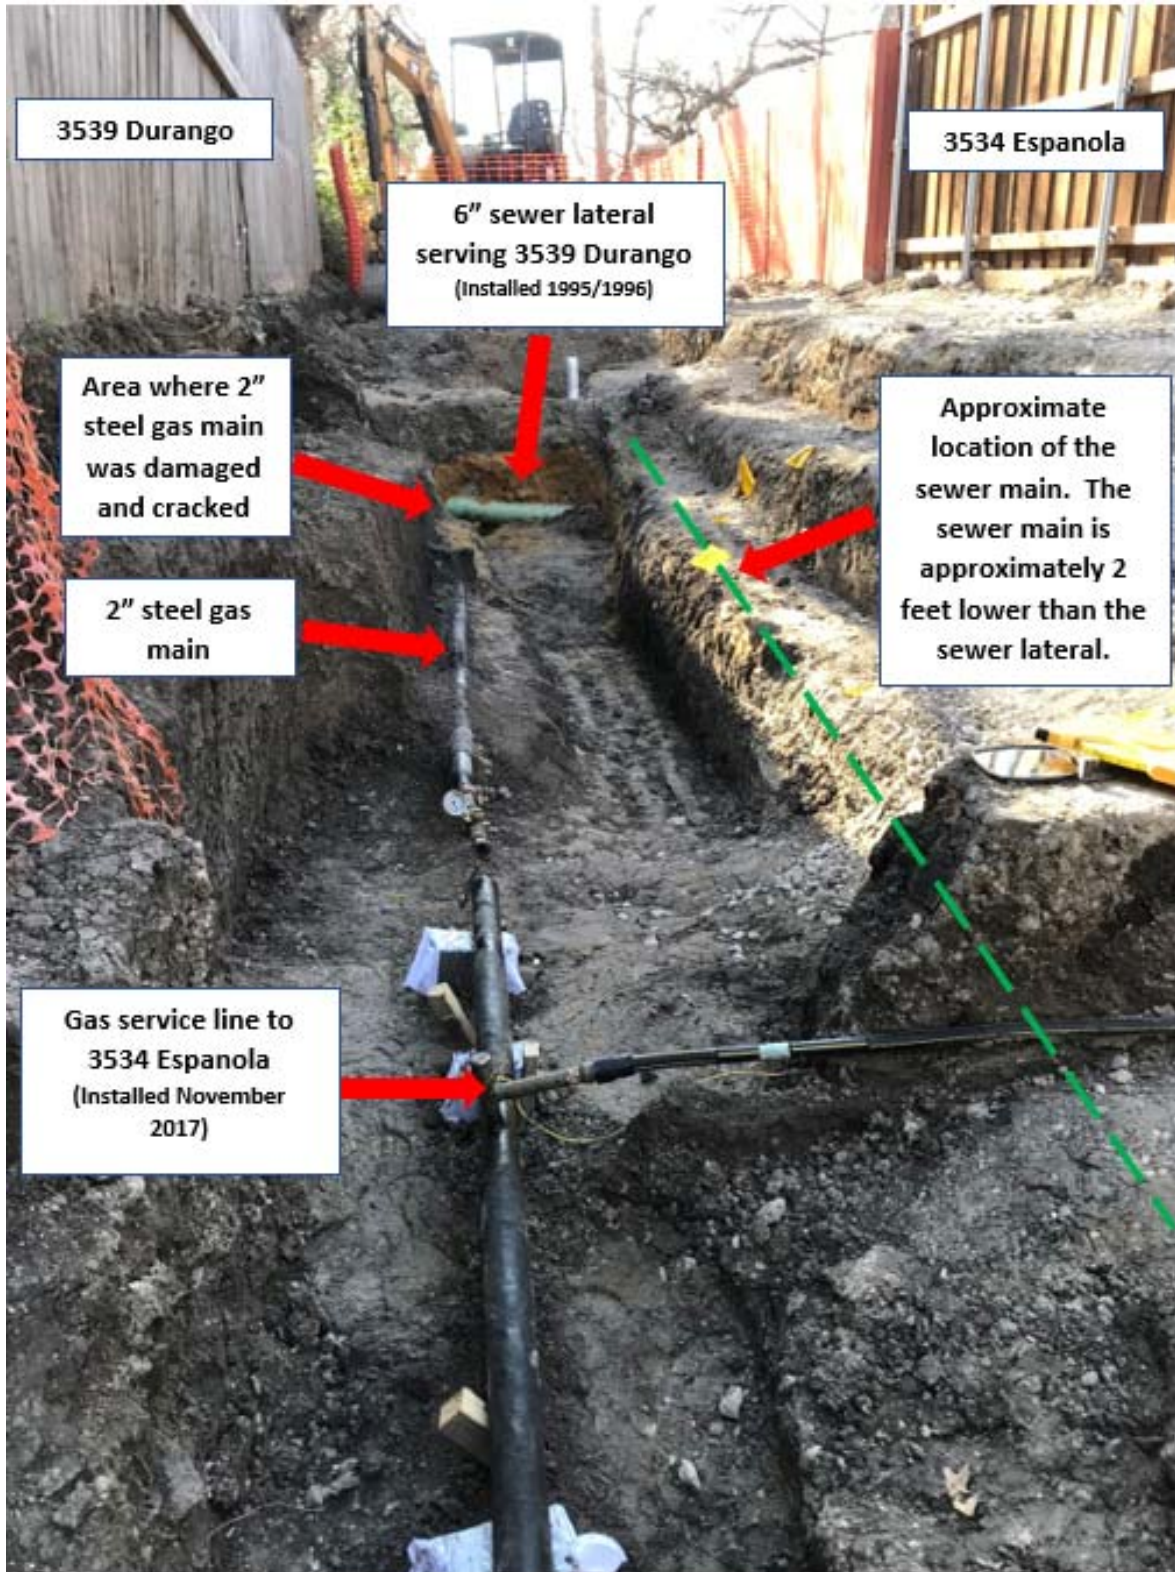 3539 Durango
3534 Espanola
6” sewer lateral
serving 3539 Durango
(Installed 1995/1996)
Area where 2”
steel gas main
was damaged
and cracked
Approximate
location of the
sewer main. The
sewer main is
approximately 2
feet lower than the
sewer lateral.
2” steel gas
main
Gas service line to
3534 Espanola
(Installed November
2017)